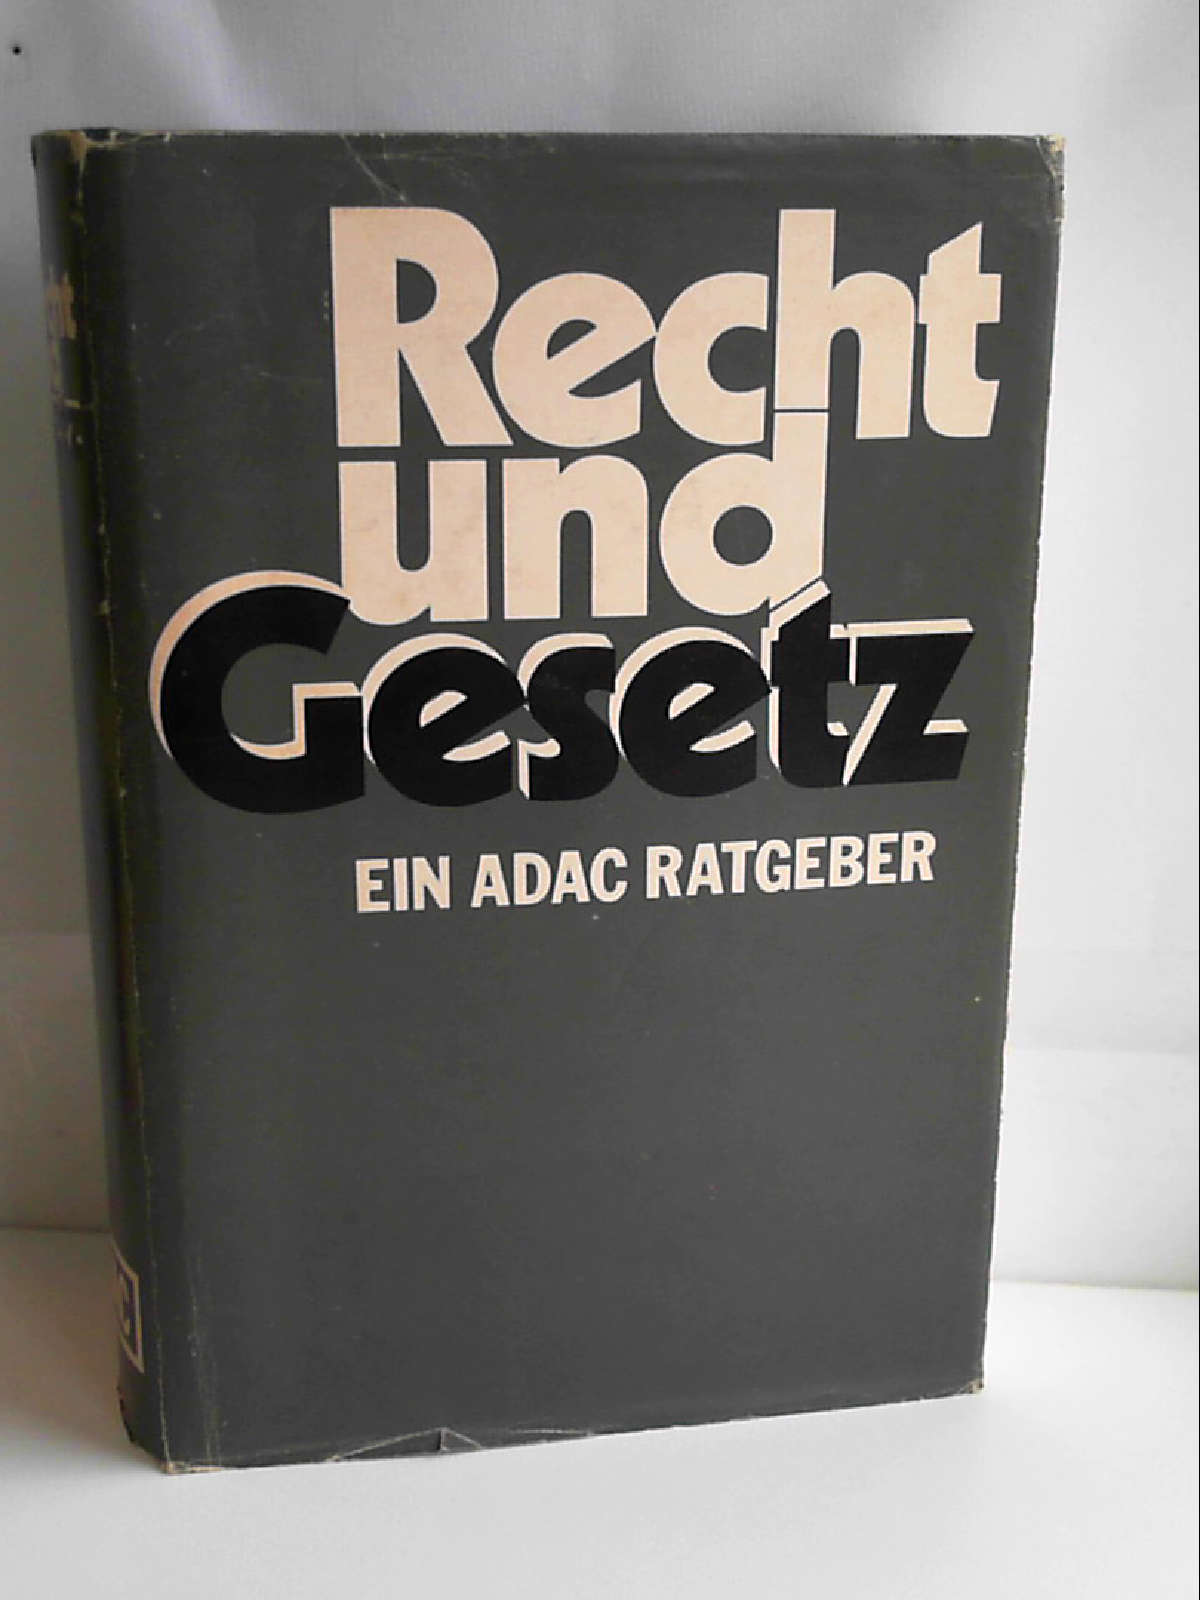 Recht
und
Gesetz
EIN ADAC RATGEBER